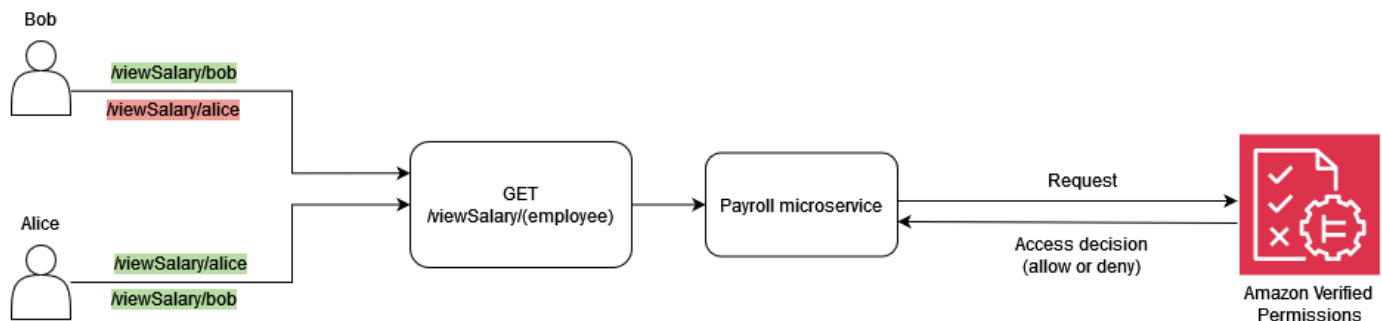 Bob
/viewSalary/bob
/viewSalary/alice
Alice
/viewSalary/alice
/viewSalary/bob
GET
/viewSalary/(employee)
Payroll microservice
Request
Access decision
(allow or deny)
Amazon Verified
Permissions